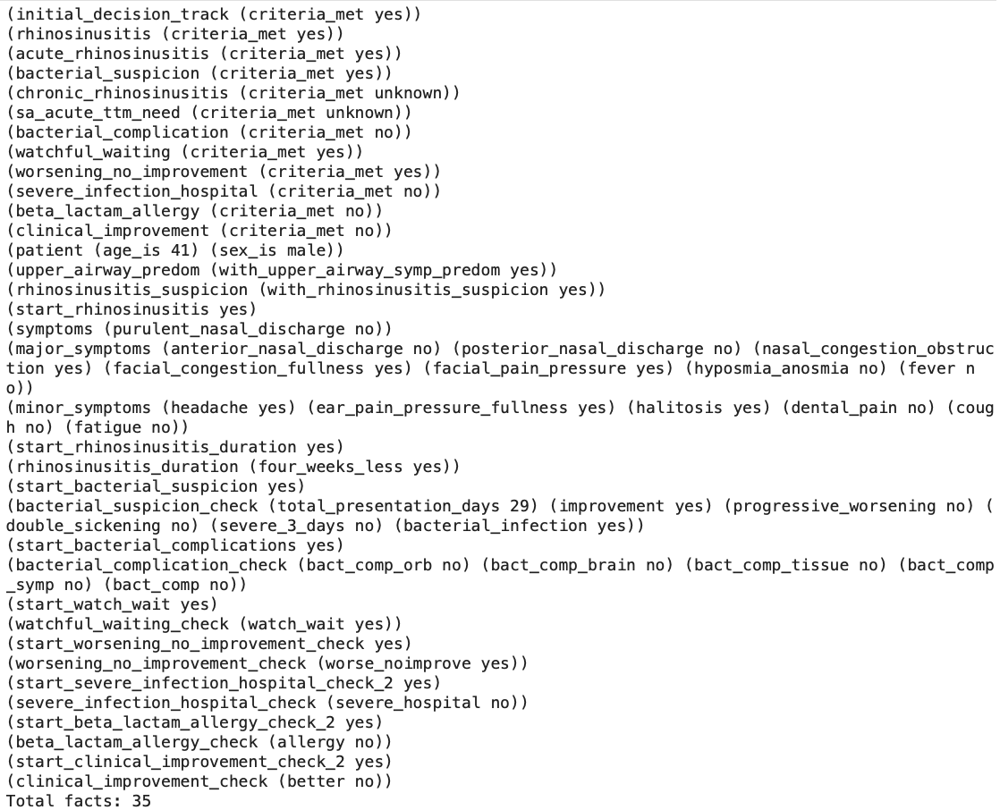 (initial_decision_track (criteria_met yes))
(rhinosinusitis (criteria_met yes))
(acute_rhinosinusitis (criteria_met yes))
(bacterial_suspicion (criteria_met yes))
(chronic_rhinosinusitis (criteria_met unknown))
(sa_acute_ttm_need (criteria_met unknown))
(bacterial_complication (criteria_met no))
(watchful_waiting (criteria_met yes))
(worsening_no_improvement (criteria_met yes))
(severe_infection_hospital (criteria_met no))
(beta_lactam_allergy (criteria_met no))
(clinical_improvement (criteria_met no))
(patient (age_is 41) (sex_is male))
(upper_airway_predom (with_upper_airway_symp_predom yes))
(rhinosinusitis_suspicion (with_rhinosinusitis_suspicion yes))
(start_rhinosinusitis yes)
(symptoms (purulent_nasal_discharge no))
(major_symptoms (anterior_nasal_discharge no) (posterior_nasal_discharge no) (nasal_congestion_obstruc
tion yes) (facial_congestion_fullness yes) (facial_pain_pressure yes) (hyposmia_anosmia no) (fever n
o))
(minor_symptoms (headache yes) (ear_pain_pressure_fullness yes) (halitosis yes) (dental_pain no) (coug
h no) (fatigue no))
(start_rhinosinusitis_duration yes)
(rhinosinusitis_duration (four_weeks_less yes))
(start_bacterial_suspicion yes)
(bacterial_suspicion_check (total_presentation_days 29) (improvement yes) (progressive_worsening no) (
double_sickening no) (severe_3_days no) (bacterial_infection yes))
(start_bacterial_complications yes)
(bacterial_complication_check (bact_comp_orb no) (bact_comp_brain no) (bact_comp_tissue no) (bact_comp
_symp no) (bact_comp no))
(start_watch_wait yes)
(watchful_waiting_check (watch_wait yes))
(start_worsening_no_improvement_check yes)
(worsening_no_improvement_check (worse_noimprove yes))
(start_severe_infection_hospital_check_2 yes)
(severe_infection_hospital_check (severe_hospital no))
(start_beta_lactam_allergy_check_2 yes)
(beta_lactam_allergy_check (allergy no))
(start_clinical_improvement_check_2 yes)
(clinical_improvement_check (better no))
Total facts: 35